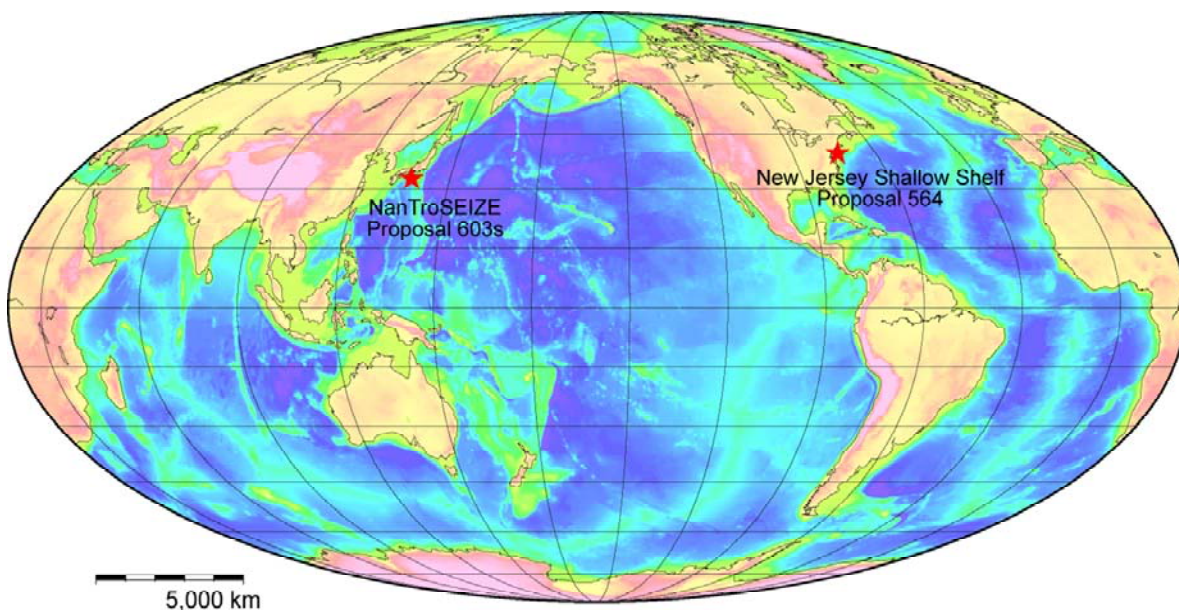 New Jersey Shallow Shelf
Proposal 564
NanTroSEIZE
Proposal 603s
5,000 km